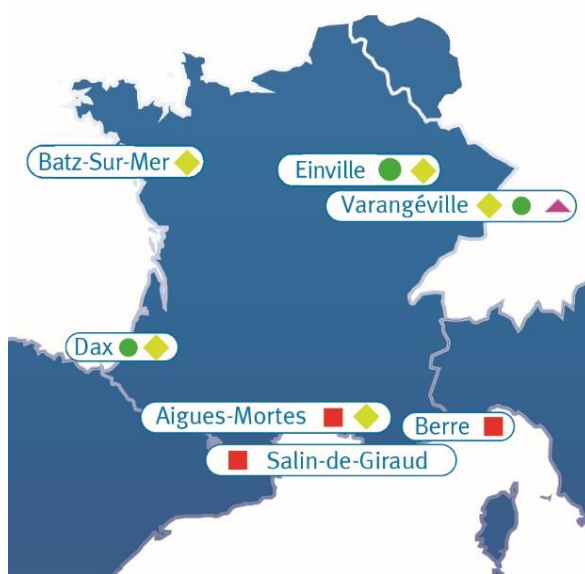 Batz-Sur-Mer
Einville
Varangéville
Dax
Aigues-Mortes
Berre
Salin-de-Giraud